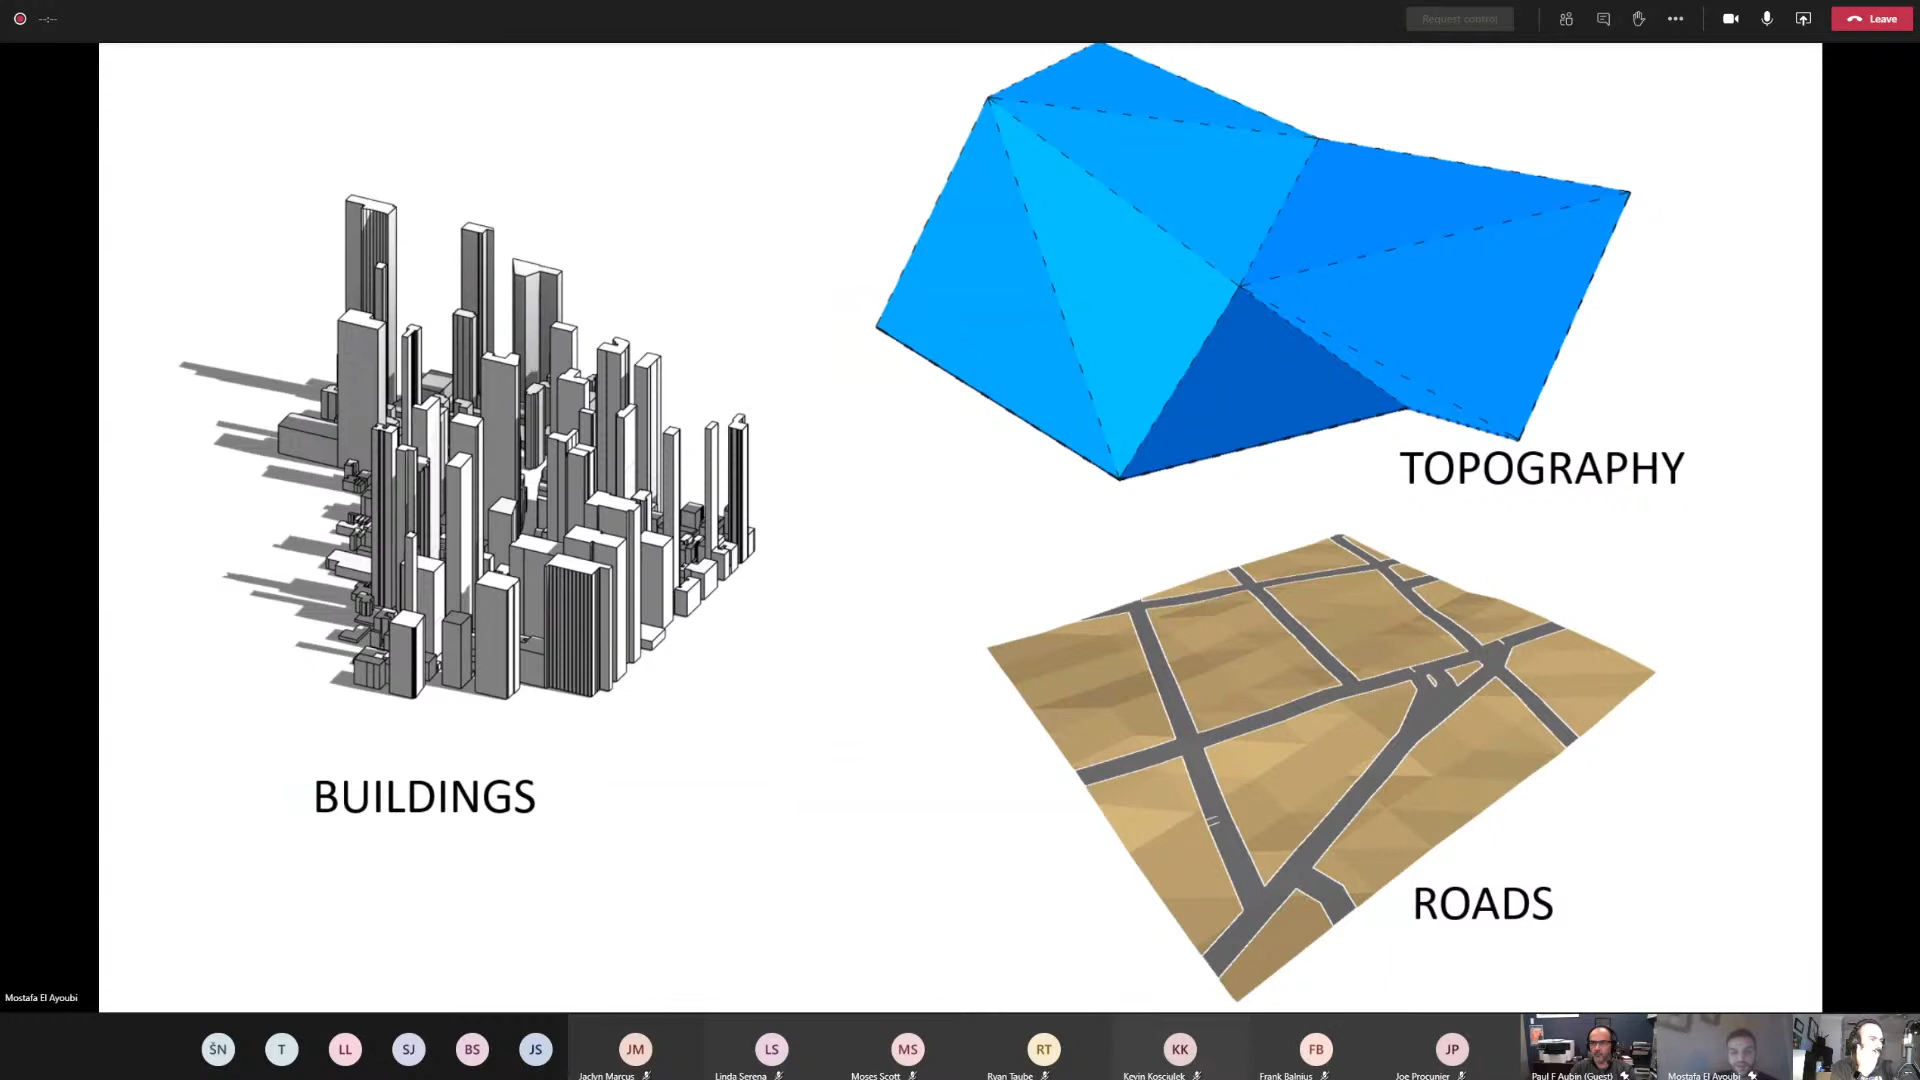 --:--
Request control
Leave
TOPOGRAPHY
BUILDINGS
ROADS
Mostafa El Ayoubi
ŠN
T
LL
SJ
BS
JS
JM
LS
MS
RT
KK
FB
JP
Jaclyn Marcus
Linda Serena
Moses Scott
Ryan Taube
Kevin Kosciulek
Frank Balnius
Joe Procunier
Paul F Aubin (Guest)
Mostafa El Ayoubi